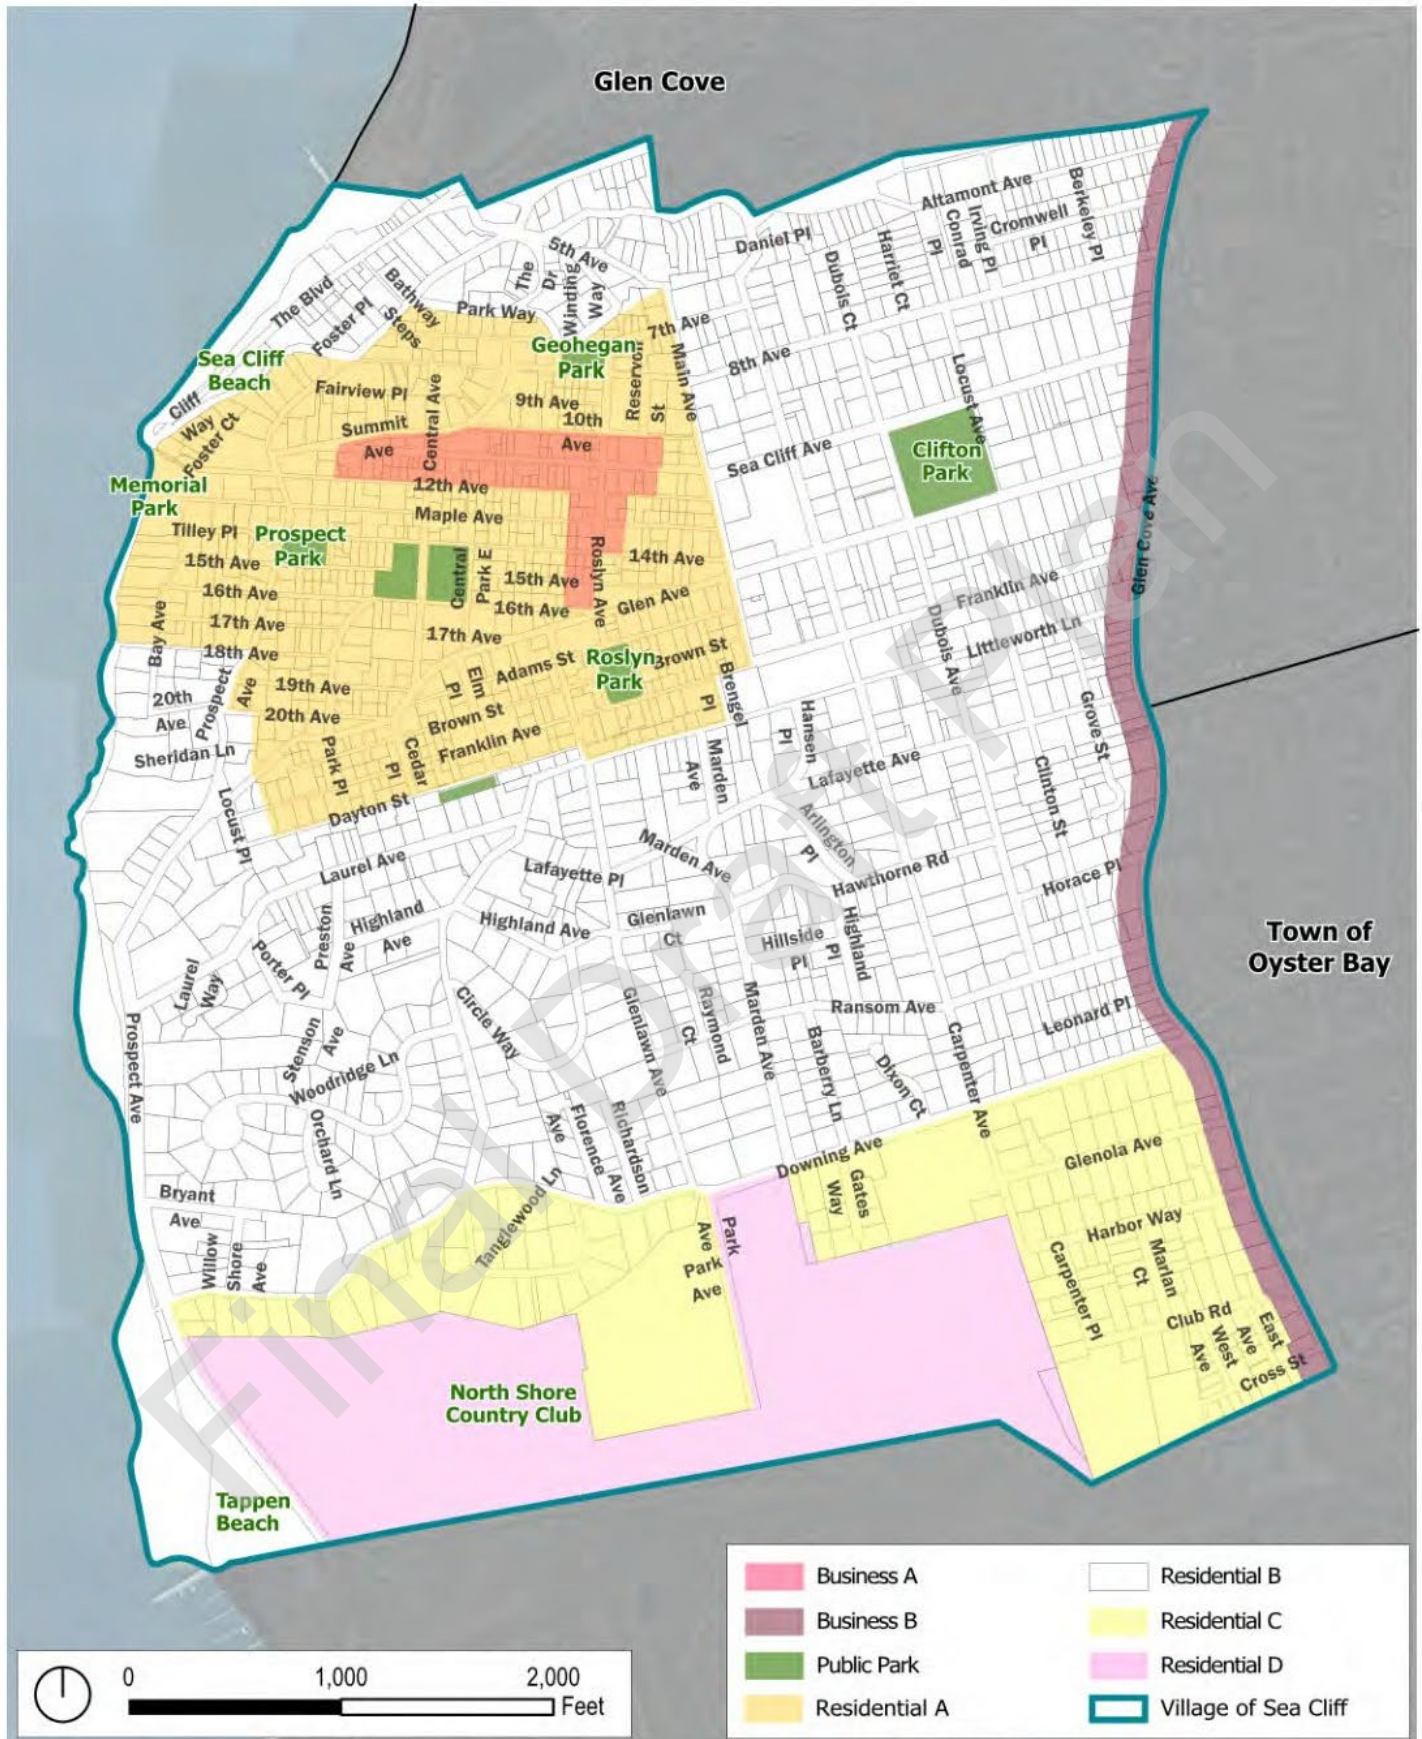 Glen Cove
Altamont Ave
Berkeley Pl
Irving Pl
Conrad
Pl
Cromwell
Pl
Daniel Pl
Harriet Ct
Dubois Ct
5th Ave
The
Dr
Winding
Way
The Blvd
Bathway
Steps
Foster Pl
Park Way
7th Ave
8th Ave
Main Ave
Geohegan
Park
Reservoir
St
Sea Cliff
Beach
Fairview Pl
Central Ave
9th Ave
10th
Ave
Locust Ave
Cliff
Way
Foster Ct
Summit
Ave
Sea Cliff Ave
Clifton
Park
Memorial
Park
12th Ave
Maple Ave
Glen Cove Ave
Tilley Pl
Prospect
Park
15th Ave
16th Ave
17th Ave
18th Ave
Bay Ave
Central
Park E
15th Ave
16th Ave
17th Ave
Roslyn Ave
14th Ave
Glen Ave
Franklin Ave
Littleworth Ln
Dubois Ave
Roslyn
Park
Brown St
Adams St
Elm
Pl
Brown St
Franklin Ave
19th Ave
20th Ave
Prospect
Ave
20th
Ave
Sheridan Ln
Brengel
Pl
Hansen
Pl
Grove St
Park Pl
Cedar
Pl
Dayton St
Locust Pl
Marden
Ave
Lafayette Ave
Clinton St
Arlington
Pl
Laurel Ave
Lafayette Pl
Marden Ave
Hawthorne Rd
Horace Pl
Preston
Ave
Highland
Ave
Highland Ave
Glenlawn
Ct
Hillside
Pl
Highland
Pl
Town of
Oyster Bay
Laurel
Way
Porter Pl
Circle Way
Glenlawn Ave
Raymond
Ct
Marden Ave
Ransom Ave
Leonard Pl
Prospect Ave
Stenson
Ave
Woodridge Ln
Orchard Ln
Barberry Ln
Dixon Ct
Carpenter Ave
Florence
Ave
Richardson
Ave
Downing Ave
Glenola Ave
Bryant
Ave
Willow
Shore
Ave
Tanglewood Ln
Gates
Way
Park
Ave
Park
Ave
Harbor Way
Marlan
Ct
Carpenter Pl
Club Rd
East
Ave
West
Ave
Cross St
North Shore
Country Club
Tappen
Beach
Final Draft Plan
Business A
Business B
Public Park
Residential A
Residential B
Residential C
Residential D
Village of Sea Cliff
0 1,000 2,000
Feet